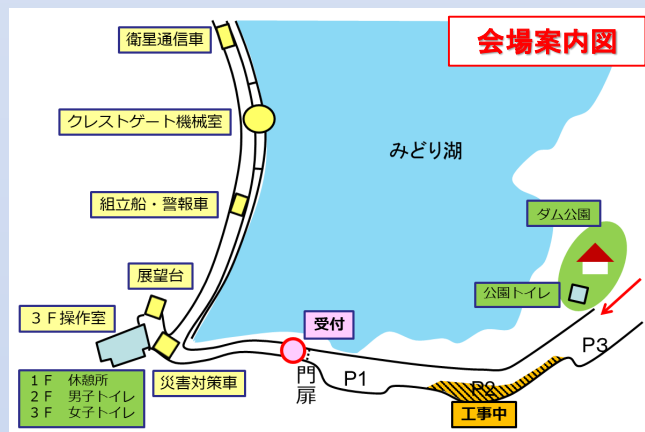 会場案内図
衛星通信車
クレストゲート機械室
みどり湖
組立船・警報車
ダム公園
展望台
公園トイレ
３Ｆ操作室
受付
門扉
P1
P2
P3
災害対策車
１Ｆ　休憩所
２Ｆ　男子トイレ
３Ｆ　女子トイレ
工事中